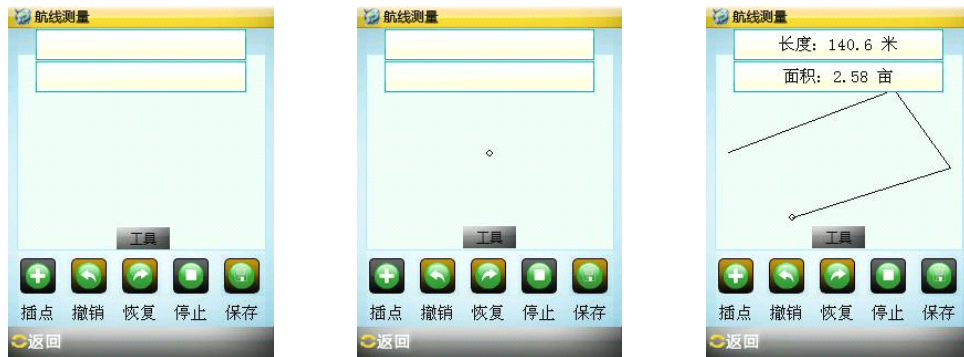 航线测量
工具
插点 撤销 恢复 停止 保存
返回
航线测量
工具
插点 撤销 恢复 停止 保存
返回
航线测量
长度: 140.6 米
面积: 2.58 亩
工具
插点 撤销 恢复 停止 保存
返回